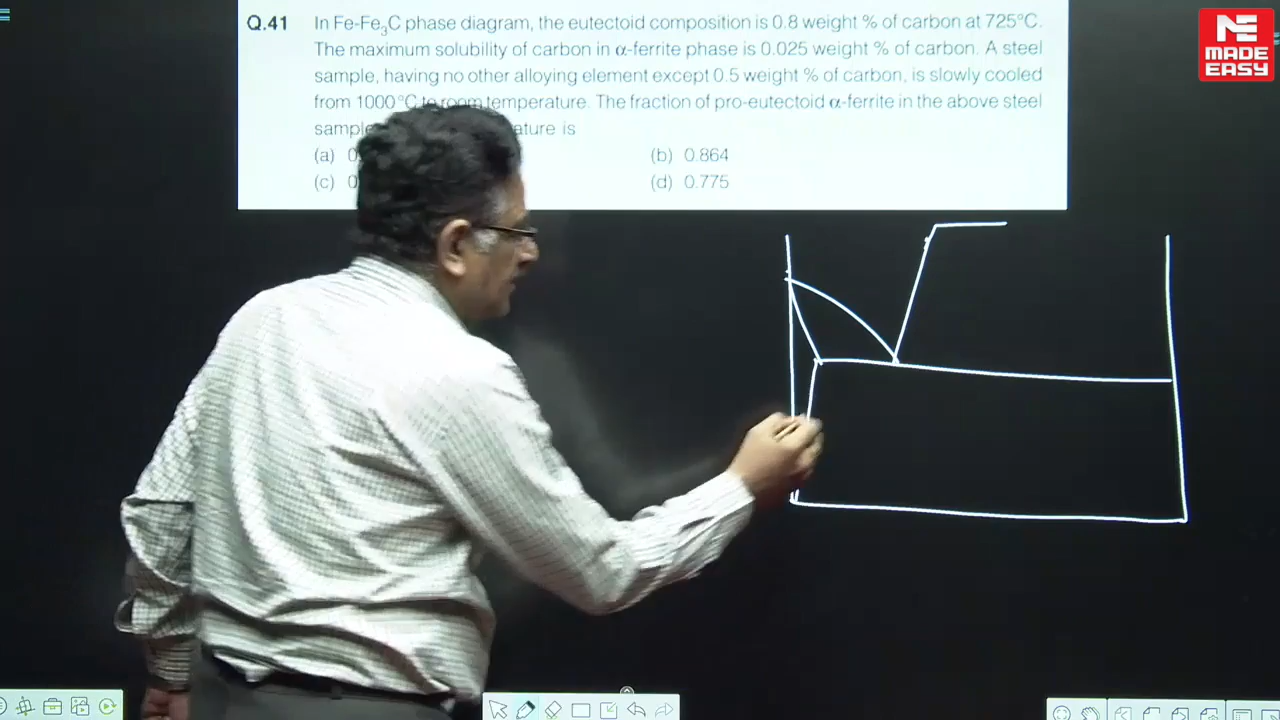 Q.41 In Fe-Fe₃C phase diagram, the eutectoid composition is 0.8 weight % of carbon at 725°C.
The maximum solubility of carbon in α-ferrite phase is 0.025 weight % of carbon. A steel
sample, having no other alloying element except 0.5 weight % of carbon, is slowly cooled
from 1000°C to room temperature. The fraction of pro-eutectoid α-ferrite in the above steel
is
(a) (b) 0.864
(c) (d) 0.775
MADE
EASY